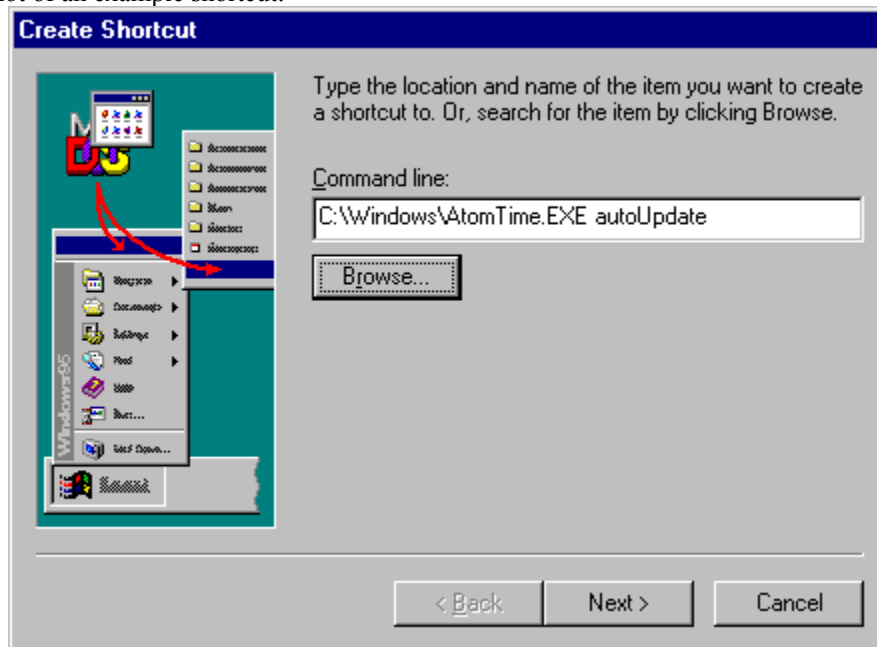 Create Shortcut
Type the location and name of the item you want to create
a shortcut to. Or, search for the item by clicking Browse.
Command line:
C:\Windows\AtomTime.EXE autoUpdate
Browse...
Windows95
< Back
Next >
Cancel